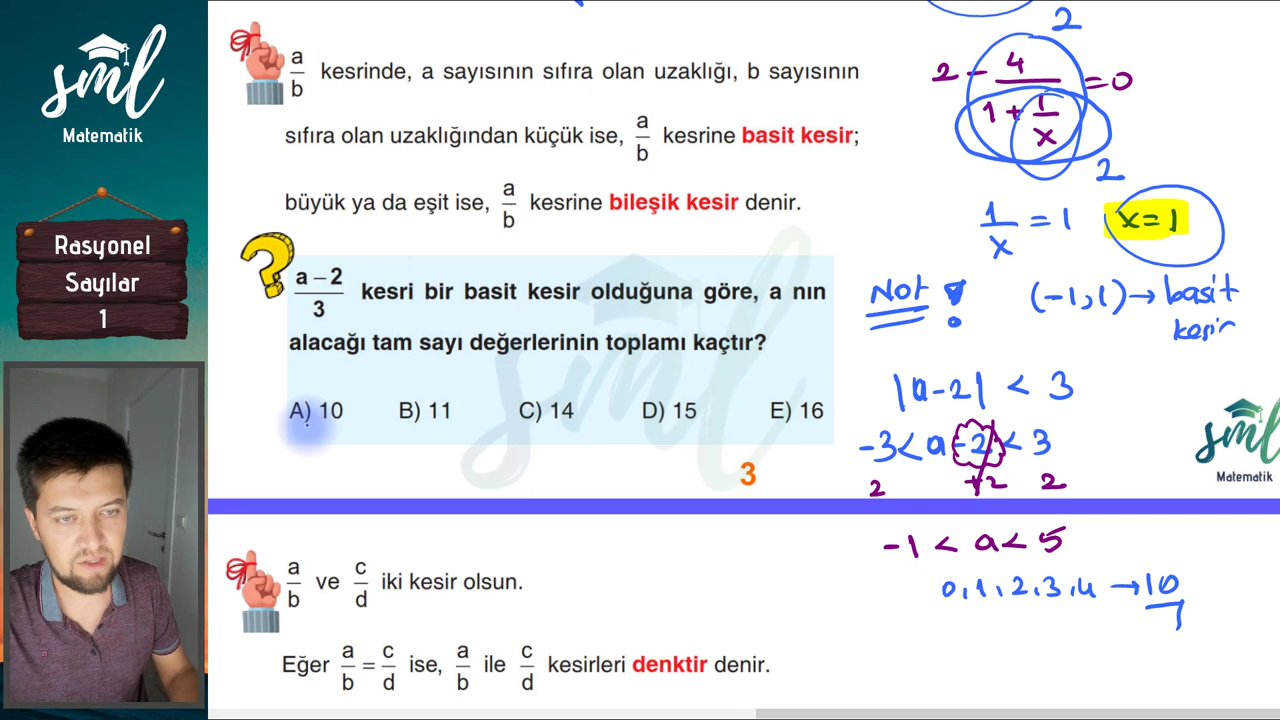 sml
Matematik
Rasyonel
Sayılar
1
a/b kesrinde, a sayısının sıfıra olan uzaklığı, b sayısının
sıfıra olan uzaklığından küçük ise, a/b kesrine basit kesir;
büyük ya da eşit ise, a/b kesrine bileşik kesir denir.
a – 2/3 kesri bir basit kesir olduğuna göre, a nın
alacağı tam sayı değerlerinin toplamı kaçtır?
A) 10 B) 11 C) 14 D) 15 E) 16
sml
3
a/b ve c/d iki kesir olsun.
Eğer a/b = c/d ise, a/b ile c/d kesirleri denktir denir.
2
2 - 4/(1 + 1/x) = 0
2
1/x = 1 x = 1
NOT ! (-1, 1) → basit
kesir
|a-2| < 3
-3 < a - 2 < 3
2 +2 2
-1 < a < 5
0, 1, 2, 3, 4 → 10
sml
Matematik